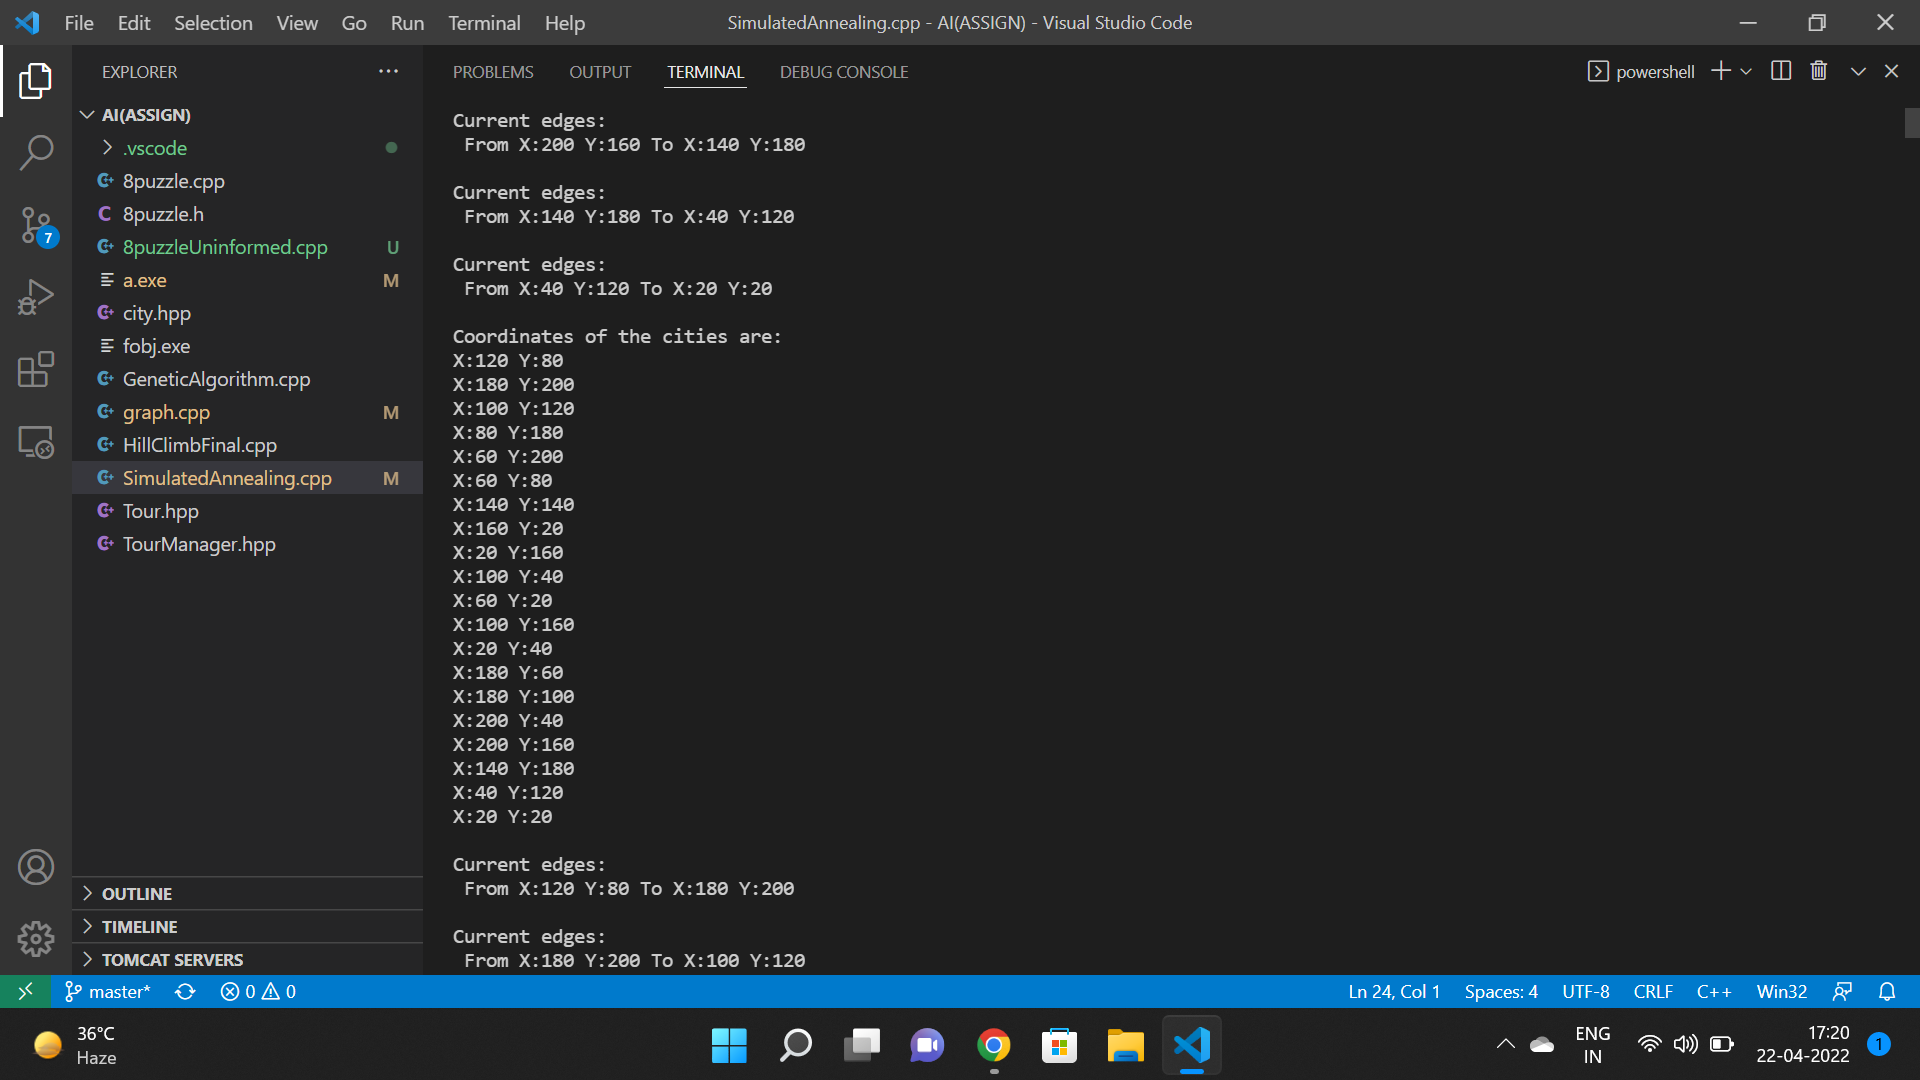 File Edit Selection View Go Run Terminal Help
SimulatedAnnealing.cpp - AI(ASSIGN) - Visual Studio Code
EXPLORER
AI(ASSIGN)
.vscode
8puzzle.cpp
8puzzle.h
8puzzleUninformed.cpp U
a.exe M
city.hpp
fobj.exe
GeneticAlgorithm.cpp
graph.cpp M
HillClimbFinal.cpp
SimulatedAnnealing.cpp M
Tour.hpp
TourManager.hpp
OUTLINE
TIMELINE
TOMCAT SERVERS
7
PROBLEMS OUTPUT TERMINAL DEBUG CONSOLE
powershell
Current edges:
From X:200 Y:160 To X:140 Y:180
Current edges:
From X:140 Y:180 To X:40 Y:120
Current edges:
From X:40 Y:120 To X:20 Y:20
Coordinates of the cities are:
X:120 Y:80
X:180 Y:200
X:100 Y:120
X:80 Y:180
X:60 Y:200
X:60 Y:80
X:140 Y:140
X:160 Y:20
X:20 Y:160
X:100 Y:40
X:60 Y:20
X:100 Y:160
X:20 Y:40
X:180 Y:60
X:180 Y:100
X:200 Y:40
X:200 Y:160
X:140 Y:180
X:40 Y:120
X:20 Y:20
Current edges:
From X:120 Y:80 To X:180 Y:200
Current edges:
From X:180 Y:200 To X:100 Y:120
master* 0 0
Ln 24, Col 1 Spaces: 4 UTF-8 CRLF C++ Win32
36°C
Haze
ENG
IN
17:20
22-04-2022
1